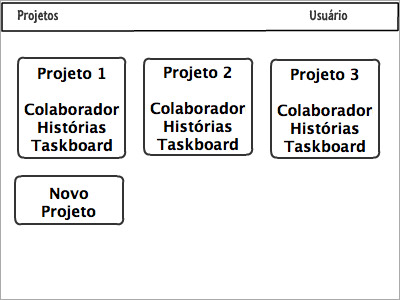 Projetos Usuário
Projeto 1
Colaborador
Histórias
Taskboard
Projeto 2
Colaborador
Histórias
Taskboard
Projeto 3
Colaborador
Histórias
Taskboard
Novo
Projeto